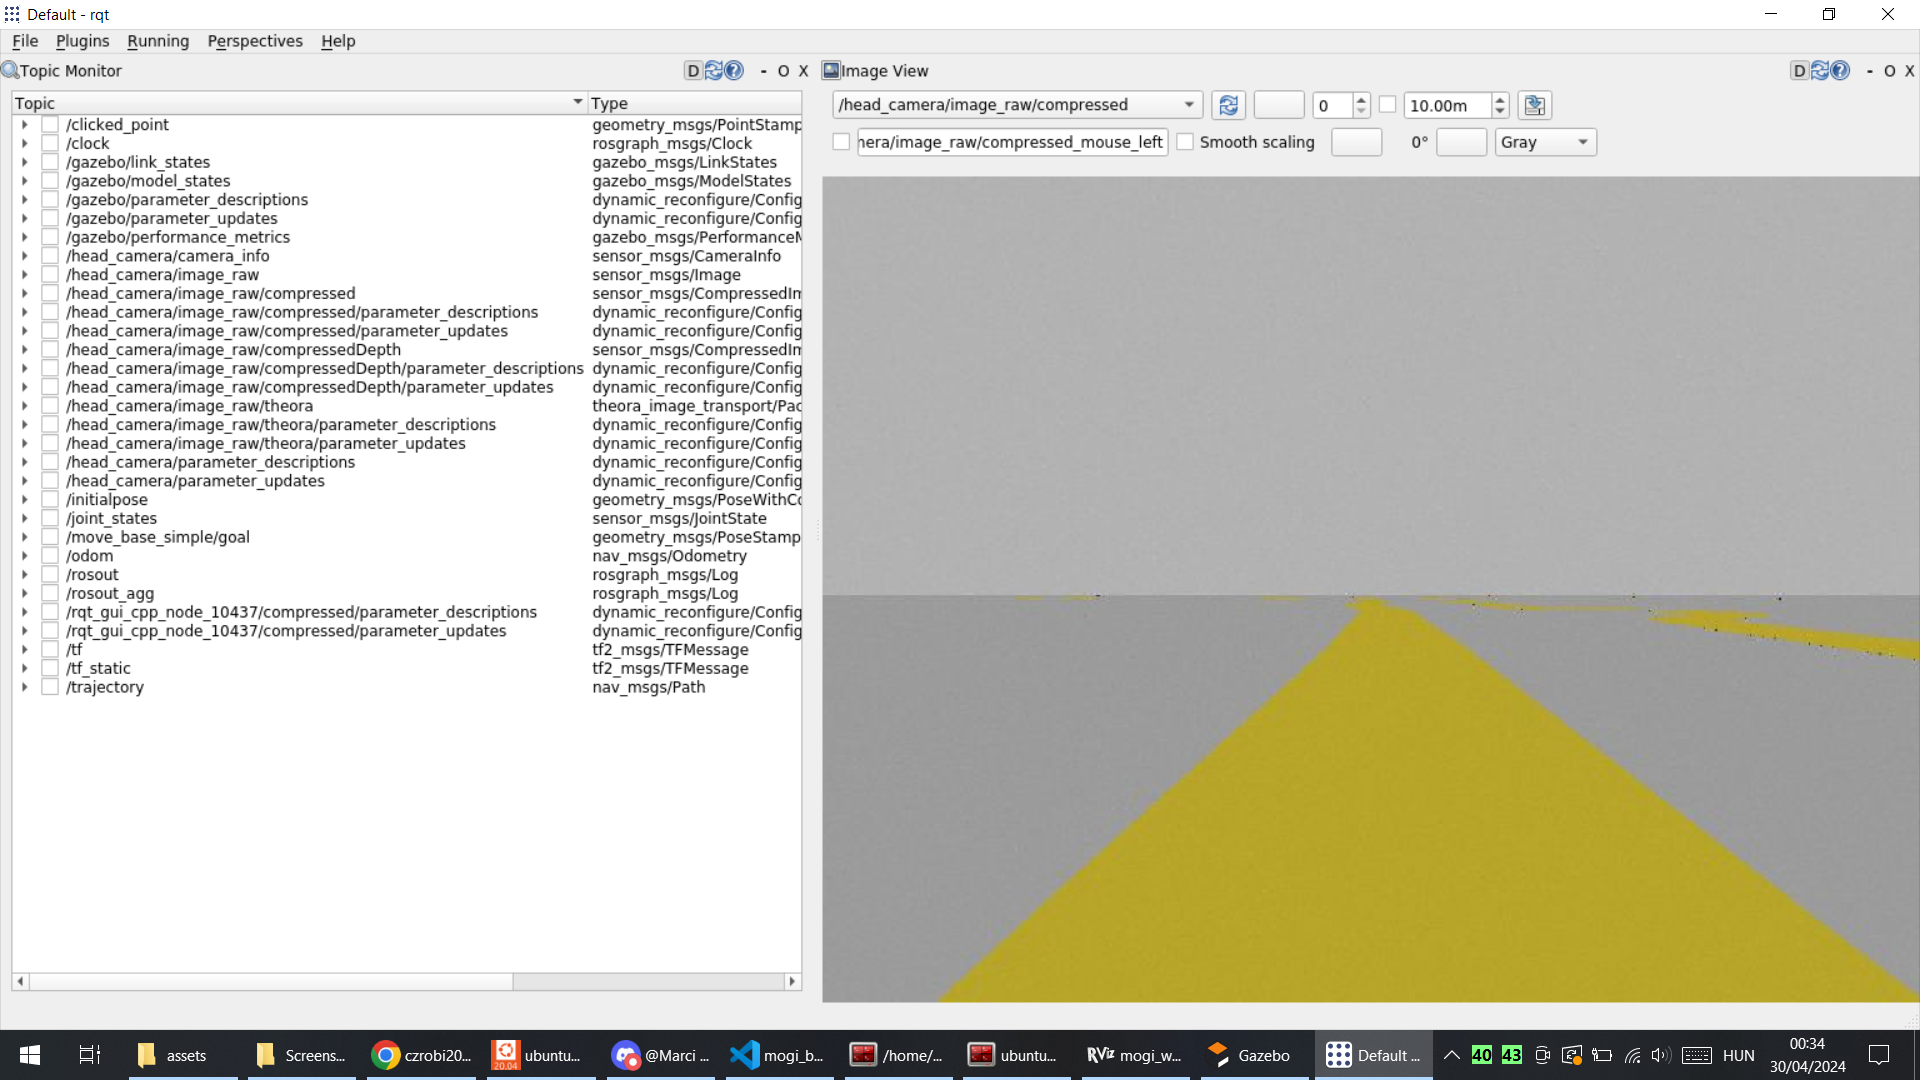 Default - rqt
File Plugins Running Perspectives Help
Topic Monitor D - O X
Topic Type
/clicked_point geometry_msgs/PointStamp
/clock rosgraph_msgs/Clock
/gazebo/link_states gazebo_msgs/LinkStates
/gazebo/model_states gazebo_msgs/ModelStates
/gazebo/parameter_descriptions dynamic_reconfigure/Config
/gazebo/parameter_updates dynamic_reconfigure/Config
/gazebo/performance_metrics gazebo_msgs/PerformanceM
/head_camera/camera_info sensor_msgs/CameraInfo
/head_camera/image_raw sensor_msgs/Image
/head_camera/image_raw/compressed sensor_msgs/CompressedIm
/head_camera/image_raw/compressed/parameter_descriptions dynamic_reconfigure/Config
/head_camera/image_raw/compressed/parameter_updates dynamic_reconfigure/Config
/head_camera/image_raw/compressedDepth sensor_msgs/CompressedIm
/head_camera/image_raw/compressedDepth/parameter_descriptions dynamic_reconfigure/Config
/head_camera/image_raw/compressedDepth/parameter_updates dynamic_reconfigure/Config
/head_camera/image_raw/theora theora_image_transport/Pac
/head_camera/image_raw/theora/parameter_descriptions dynamic_reconfigure/Config
/head_camera/image_raw/theora/parameter_updates dynamic_reconfigure/Config
/head_camera/parameter_descriptions dynamic_reconfigure/Config
/head_camera/parameter_updates dynamic_reconfigure/Config
/initialpose geometry_msgs/PoseWithCo
/joint_states sensor_msgs/JointState
/move_base_simple/goal geometry_msgs/PoseStamp
/odom nav_msgs/Odometry
/rosout rosgraph_msgs/Log
/rosout_agg rosgraph_msgs/Log
/rqt_gui_cpp_node_10437/compressed/parameter_descriptions dynamic_reconfigure/Config
/rqt_gui_cpp_node_10437/compressed/parameter_updates dynamic_reconfigure/Config
/tf tf2_msgs/TFMessage
/tf_static tf2_msgs/TFMessage
/trajectory nav_msgs/Path
Image View D - O X
/head_camera/image_raw/compressed 0 10.00m
nera/image_raw/compressed_mouse_left Smooth scaling 0° Gray
assets Screens... czrobi20... ubuntu... @Marci ... mogi_b... /home/... ubuntu... RViz mogi_w... Gazebo Default ... 40 43 HUN
20.04
00:34
30/04/2024